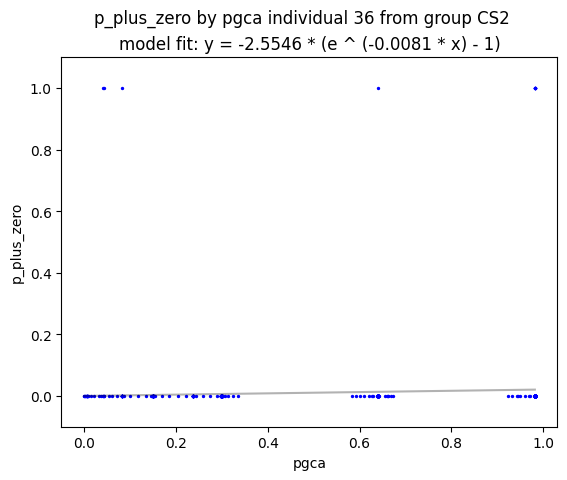 p_plus_zero by pgca individual 36 from group CS2
model fit: y = -2.5546 * (e ^ (-0.0081 * x) - 1)
1.0
0.8
0.6
0.4
0.2
0.0
p_plus_zero
0.0 0.2 0.4 0.6 0.8 1.0
pgca